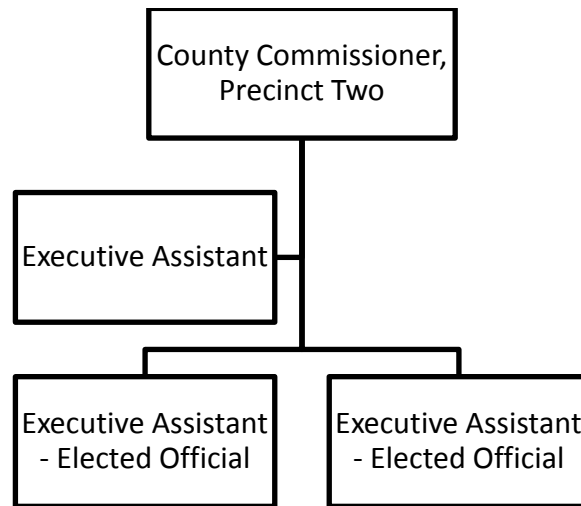 County Commissioner,
Precinct Two
Executive Assistant
Executive Assistant
- Elected Official
Executive Assistant
- Elected Official